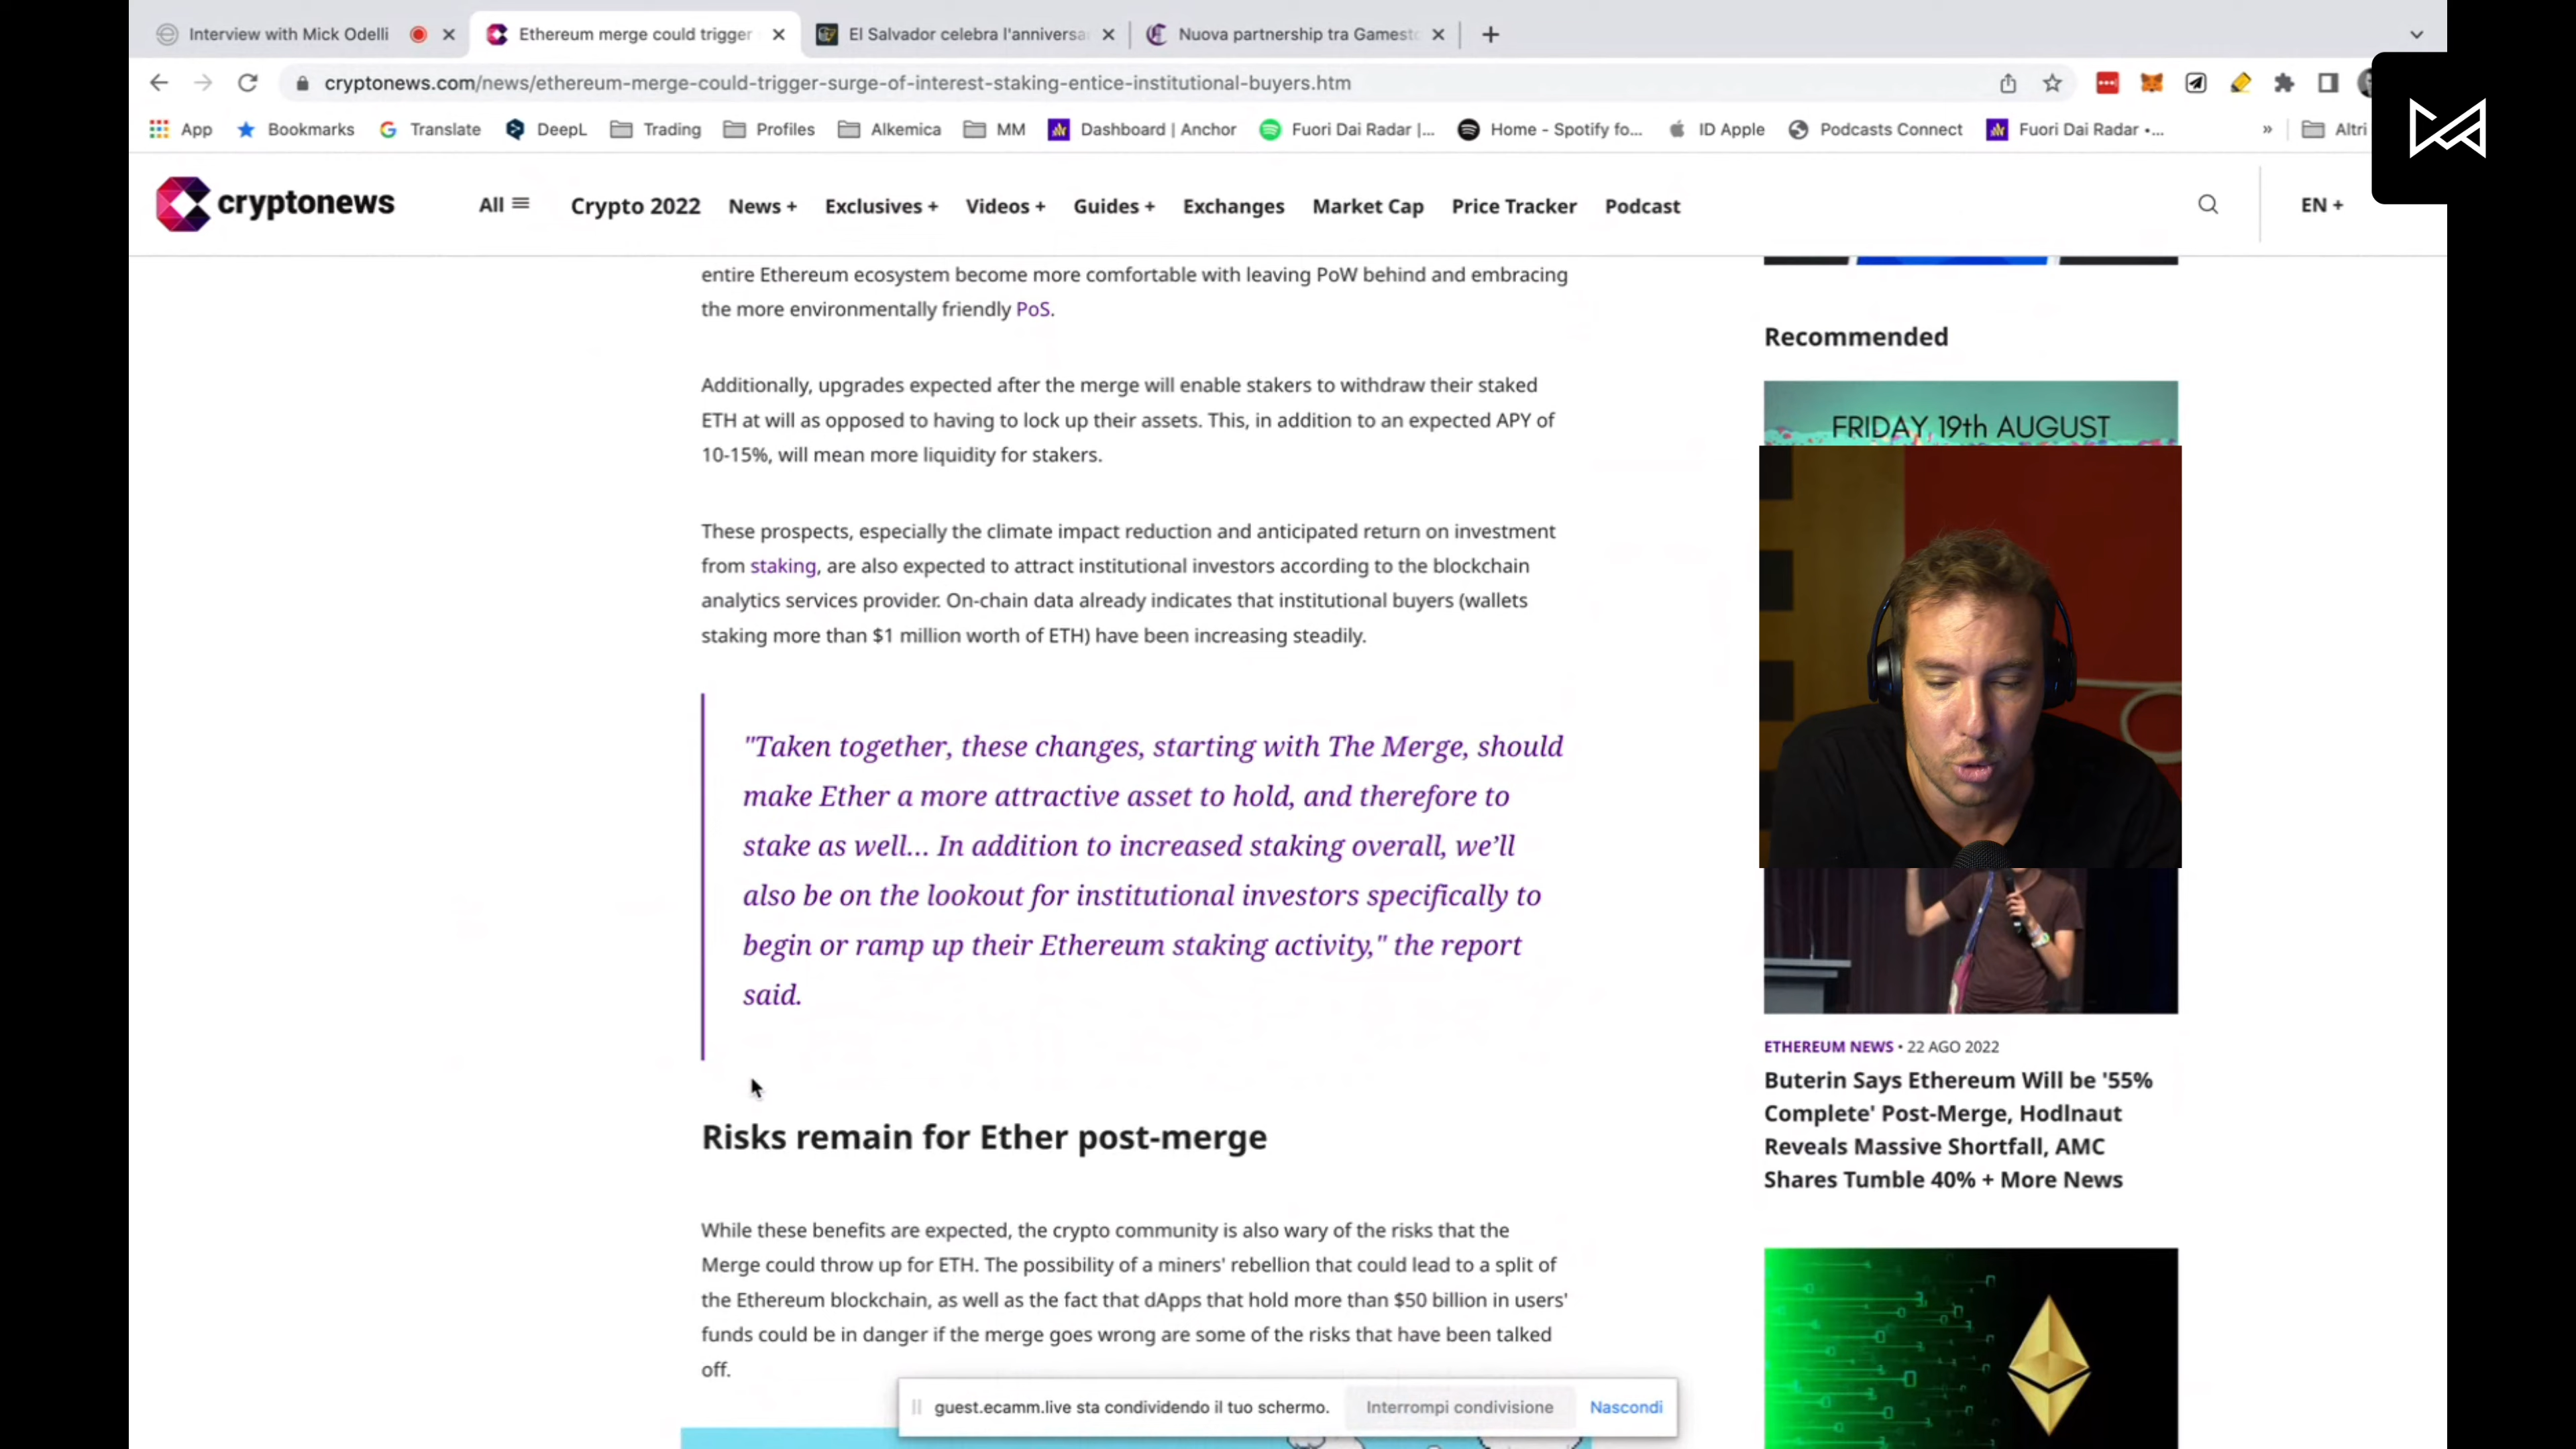 Interview with Mick Odelli
Ethereum merge could trigger
El Salvador celebra l'anniversa
Nuova partnership tra Gamest
cryptonews.com/news/ethereum-merge-could-trigger-surge-of-interest-staking-entice-institutional-buyers.htm
App Bookmarks Translate DeepL Trading Profiles Alkemica MM Dashboard | Anchor Fuori Dai Radar |... Home - Spotify fo... ID Apple Podcasts Connect Fuori Dai Radar •... » Altri
cryptonews All Crypto 2022 News + Exclusives + Videos + Guides + Exchanges Market Cap Price Tracker Podcast EN +
entire Ethereum ecosystem become more comfortable with leaving PoW behind and embracing
the more environmentally friendly PoS.
Additionally, upgrades expected after the merge will enable stakers to withdraw their staked
ETH at will as opposed to having to lock up their assets. This, in addition to an expected APY of
10-15%, will mean more liquidity for stakers.
These prospects, especially the climate impact reduction and anticipated return on investment
from staking, are also expected to attract institutional investors according to the blockchain
analytics services provider. On-chain data already indicates that institutional buyers (wallets
staking more than $1 million worth of ETH) have been increasing steadily.
"Taken together, these changes, starting with The Merge, should
make Ether a more attractive asset to hold, and therefore to
stake as well... In addition to increased staking overall, we'll
also be on the lookout for institutional investors specifically to
begin or ramp up their Ethereum staking activity," the report
said.
Risks remain for Ether post-merge
While these benefits are expected, the crypto community is also wary of the risks that the
Merge could throw up for ETH. The possibility of a miners' rebellion that could lead to a split of
the Ethereum blockchain, as well as the fact that dApps that hold more than $50 billion in users'
funds could be in danger if the merge goes wrong are some of the risks that have been talked
off.
Recommended
FRIDAY 19th AUGUST
ETHEREUM NEWS • 22 AGO 2022
Buterin Says Ethereum Will be '55%
Complete' Post-Merge, Hodlnaut
Reveals Massive Shortfall, AMC
Shares Tumble 40% + More News
guest.ecamm.live sta condividendo il tuo schermo. Interrompi condivisione Nascondi